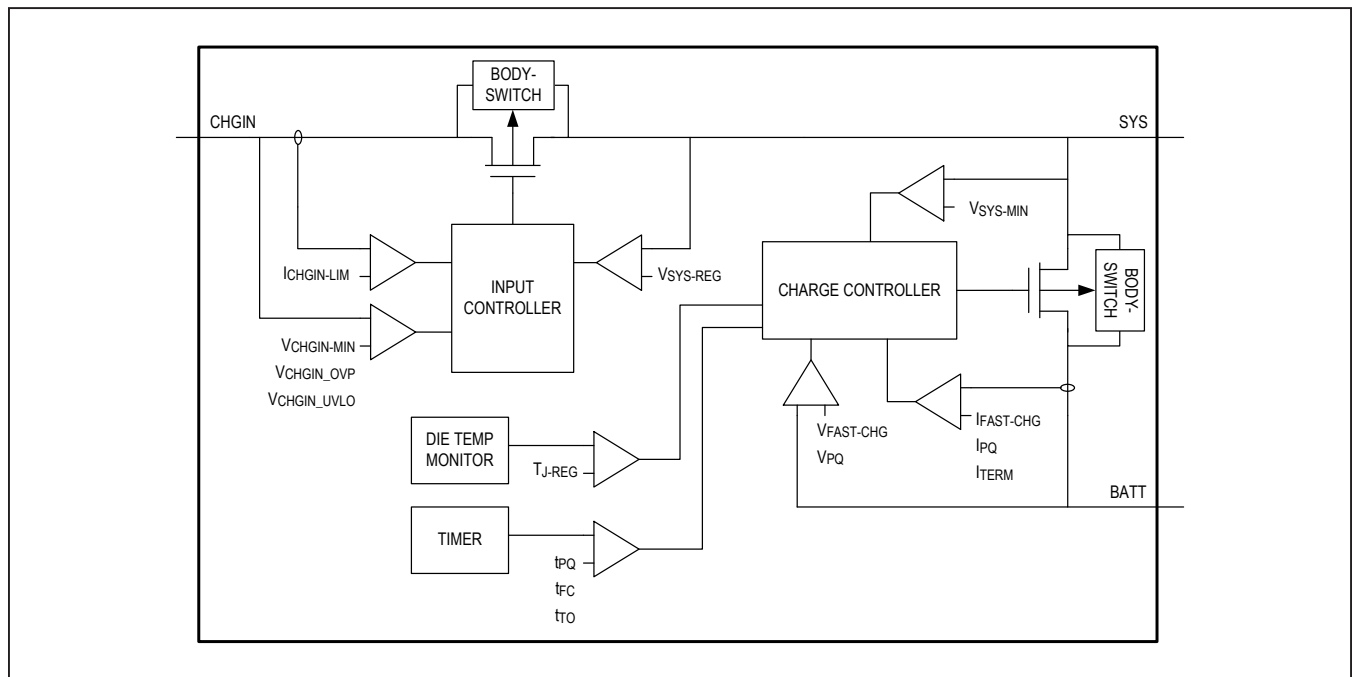 BODY-
SWITCH
CHGIN
SYS
VSYS-MIN
ICHGIN-LIM
INPUT
CONTROLLER
VSYS-REG
CHARGE CONTROLLER
BODY-
SWITCH
VCHGIN-MIN
VCHGIN_OVP
VCHGIN_UVLO
DIE TEMP
MONITOR
TJ-REG
VFAST-CHG
VPQ
IFAST-CHG
IPQ
ITERM
BATT
TIMER
tPQ
tFC
tTO